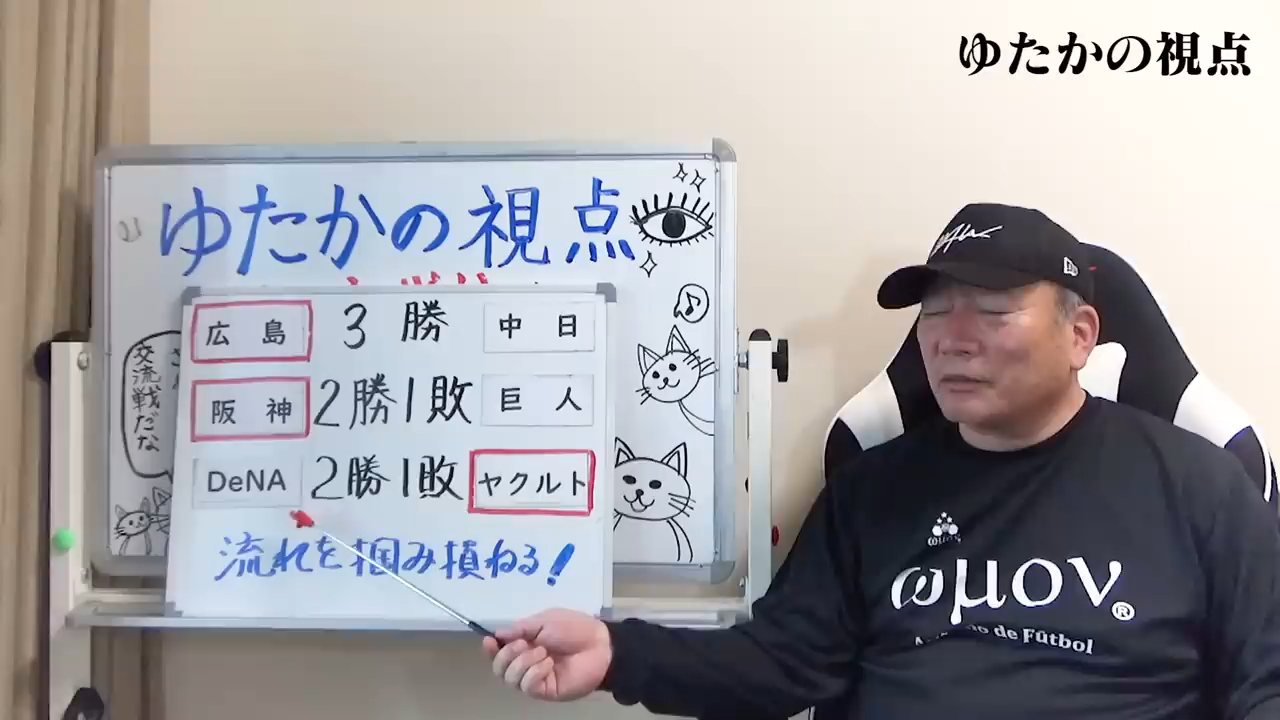 ゆたかの視点
ゆたかの視点
広島 3勝 中日
阪神 2勝1敗 巨人
DeNA 2勝1敗 ヤクルト
流れを掴み損ねる!
交流戦だな
ωμον®
de Fútbol